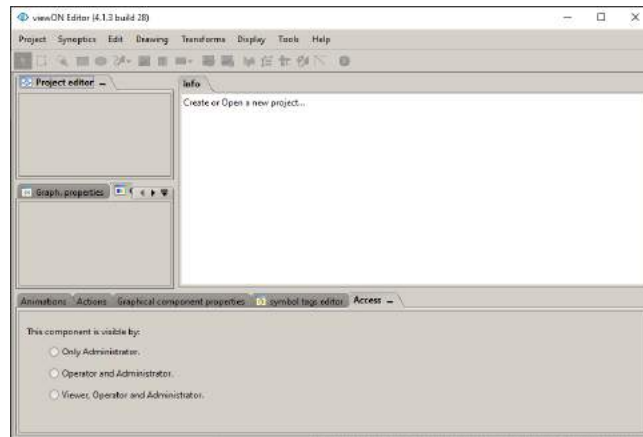 viewON Editor (4.1.3 build 28)
Project Synoptics Edit Drawing Transforms Display Tools Help
Project editor
Info
Create or Open a new project...
Graph. properties
Animations Actions Graphical component properties symbol tags editor Access
This component is visible by:
Only Administrator.
Operator and Administrator.
Viewer, Operator and Administrator.